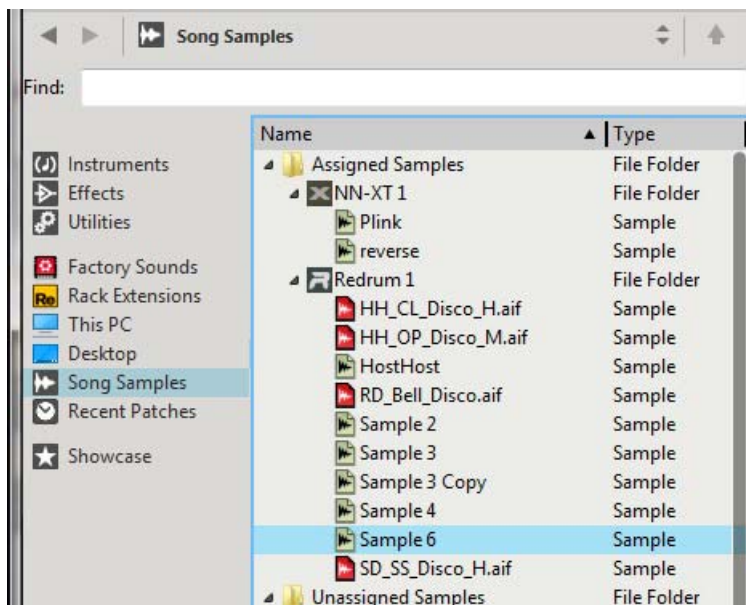 Song Samples
Find:
Name Type
Instruments
Effects
Utilities
Factory Sounds
Re Rack Extensions
This PC
Desktop
Song Samples
Recent Patches
Showcase
Assigned Samples File Folder
NN-XT 1 File Folder
Plink Sample
reverse Sample
Redrum 1 File Folder
HH_CL_Disco_H.aif Sample
HH_OP_Disco_M.aif Sample
HostHost Sample
RD_Bell_Disco.aif Sample
Sample 2 Sample
Sample 3 Sample
Sample 3 Copy Sample
Sample 4 Sample
Sample 6 Sample
SD_SS_Disco_H.aif Sample
Unassigned Samples File Folder